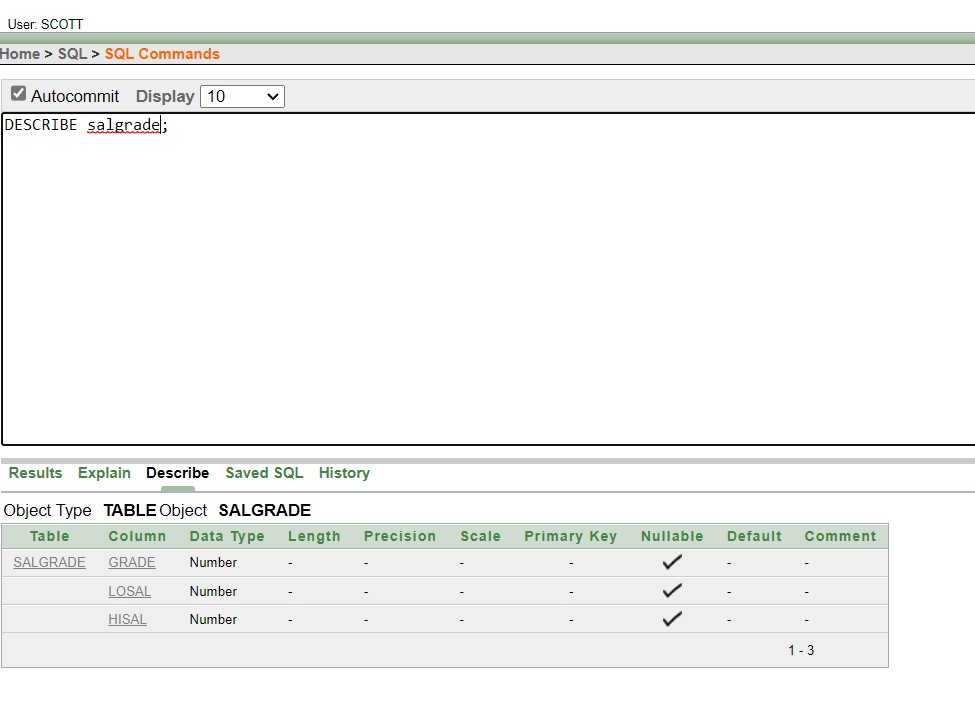 User: SCOTT
Home > SQL > SQL Commands
Autocommit Display 10
DESCRIBE salgrade;
Results Explain Describe Saved SQL History
Object Type TABLE Object SALGRADE
Table Column Data Type Length Precision Scale Primary Key Nullable Default Comment
SALGRADE GRADE Number - - - - - -
LOSAL Number - - - - - -
HISAL Number - - - - - -
1 - 3